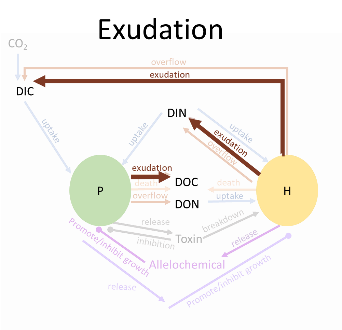 Exudation
CO2
overflow
exudation
DIC
DIN
uptake
uptake
exudation
overflow
uptake
exudation
P
death
DOC
death
H
overflow
DON
uptake
release
breakdown
inhibition
Toxin
release
Promote/inhibit growth
Allelochemical
release
Promote/inhibit growth